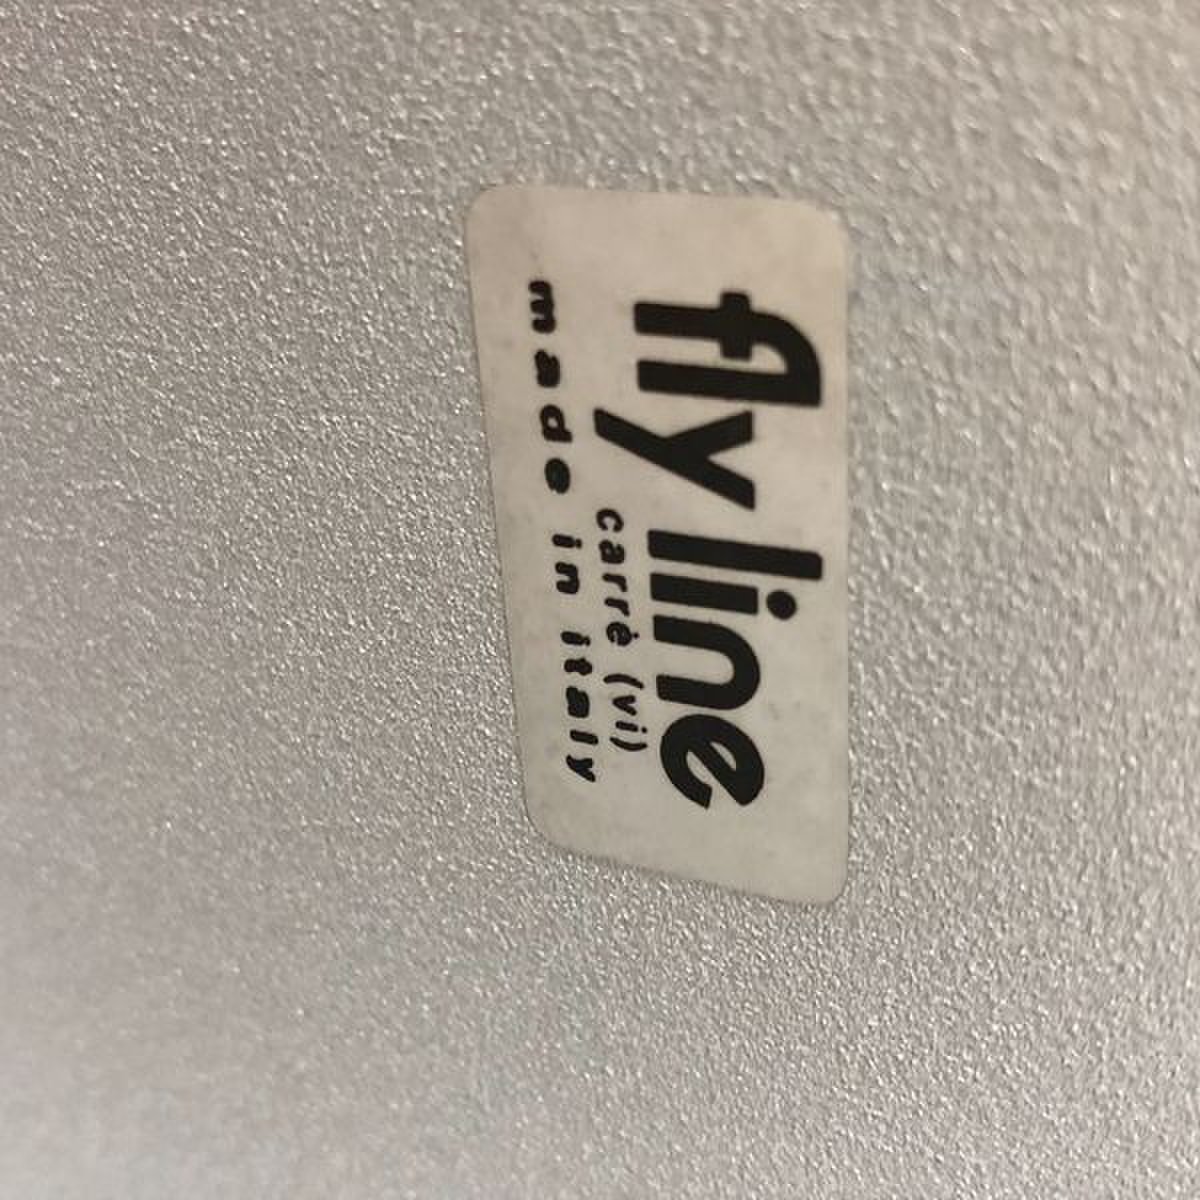 fly line
carrè (vi)
made in italy